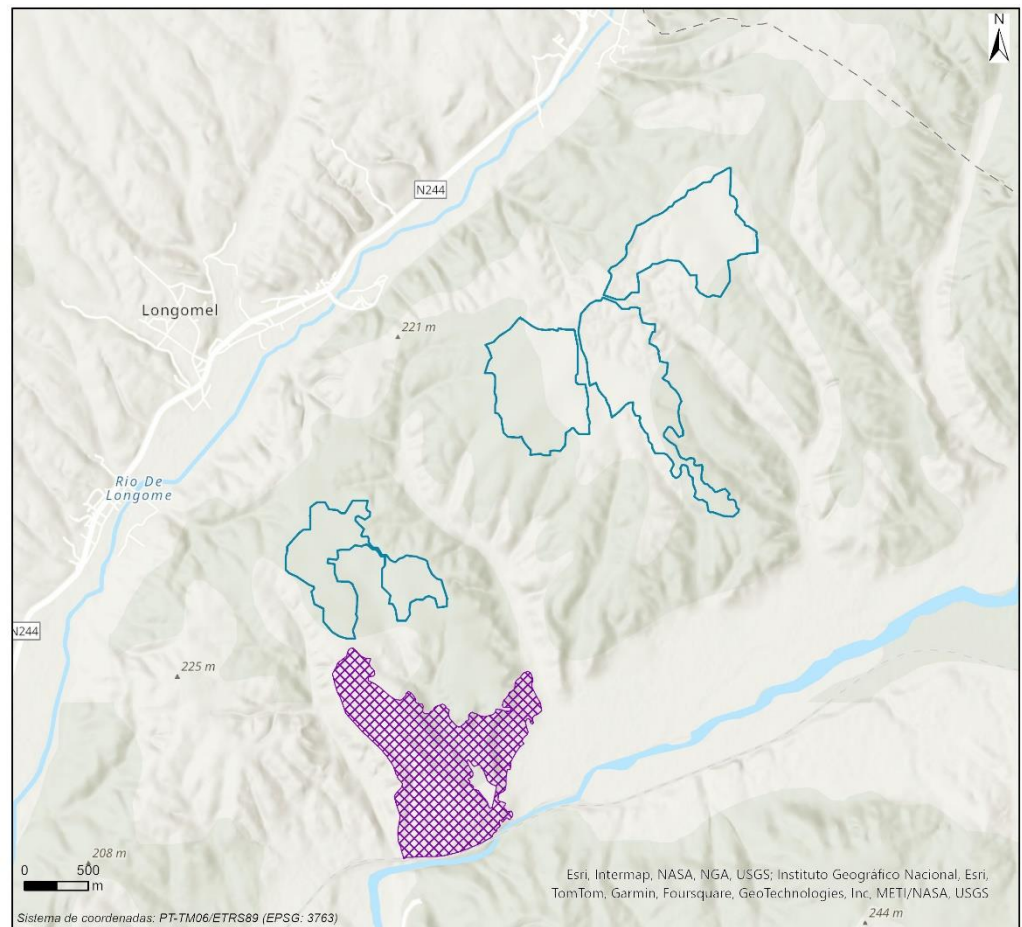 N
N244
Longomel
221 m
Rio De
Longome
N244
225 m
208 m
0 500
m
Esri, Intermap, NASA, NGA, USGS; Instituto Geográfico Nacional, Esri,
TomTom, Garmin, Foursquare, GeoTechnologies, Inc, METI/NASA, USGS
244 m
Sistema de coordenadas: PT-TM06/ETRS89 (EPSG: 3763)